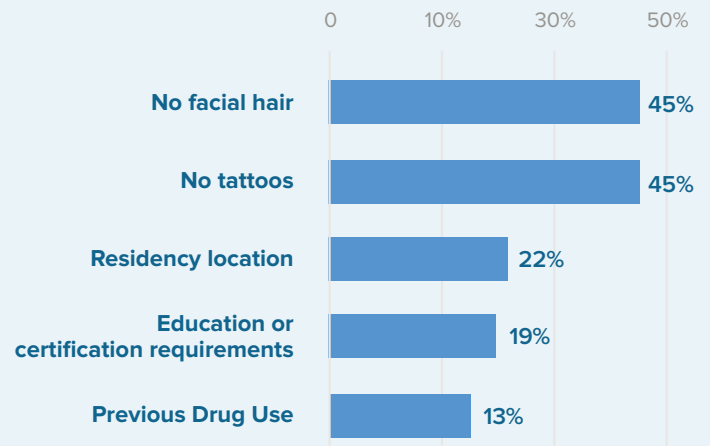 0 10% 30% 50%
No facial hair 45%
No tattoos 45%
Residency location 22%
Education or
certification requirements 19%
Previous Drug Use 13%